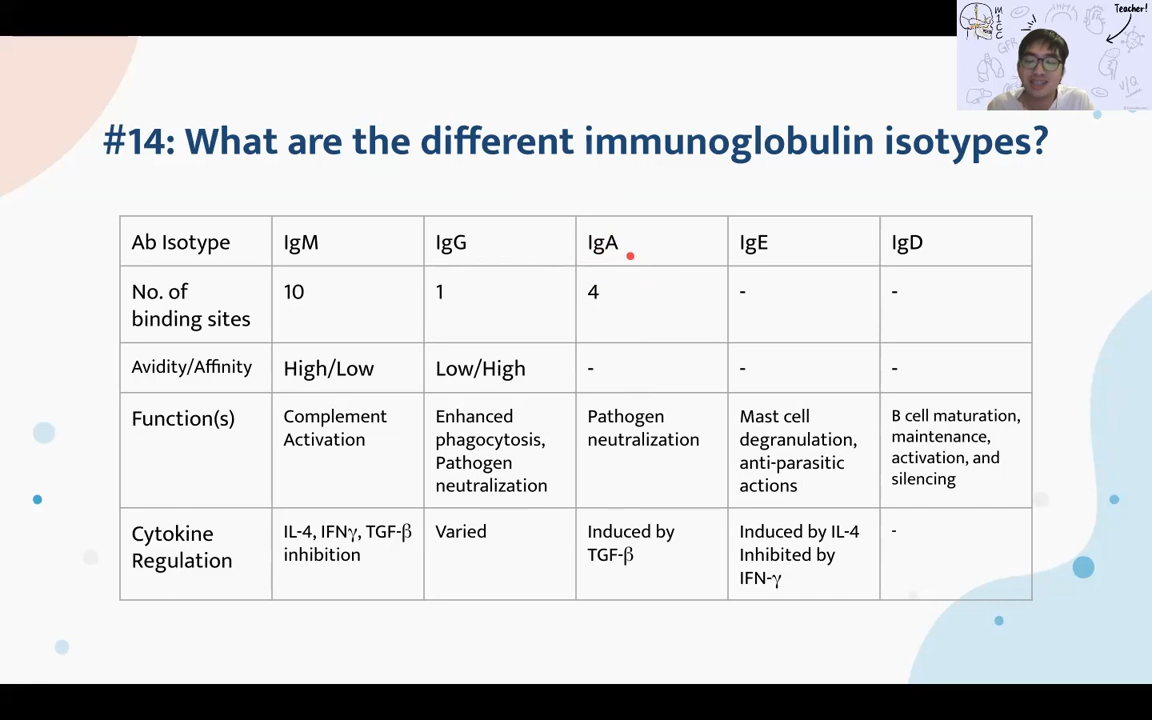 Teacher!
M
I
C
C
GFR
V/Q
#14: What are the different immunoglobulin isotypes?
Ab Isotype IgM IgG IgA IgE IgD
No. of binding sites 10 1 4 - -
Avidity/Affinity High/Low Low/High - - -
Function(s) Complement Activation Enhanced phagocytosis, Pathogen neutralization Pathogen neutralization Mast cell degranulation, anti-parasitic actions B cell maturation, maintenance, activation, and silencing
Cytokine Regulation IL-4, IFNγ, TGF-β inhibition Varied Induced by TGF-β Induced by IL-4 Inhibited by IFN-γ -